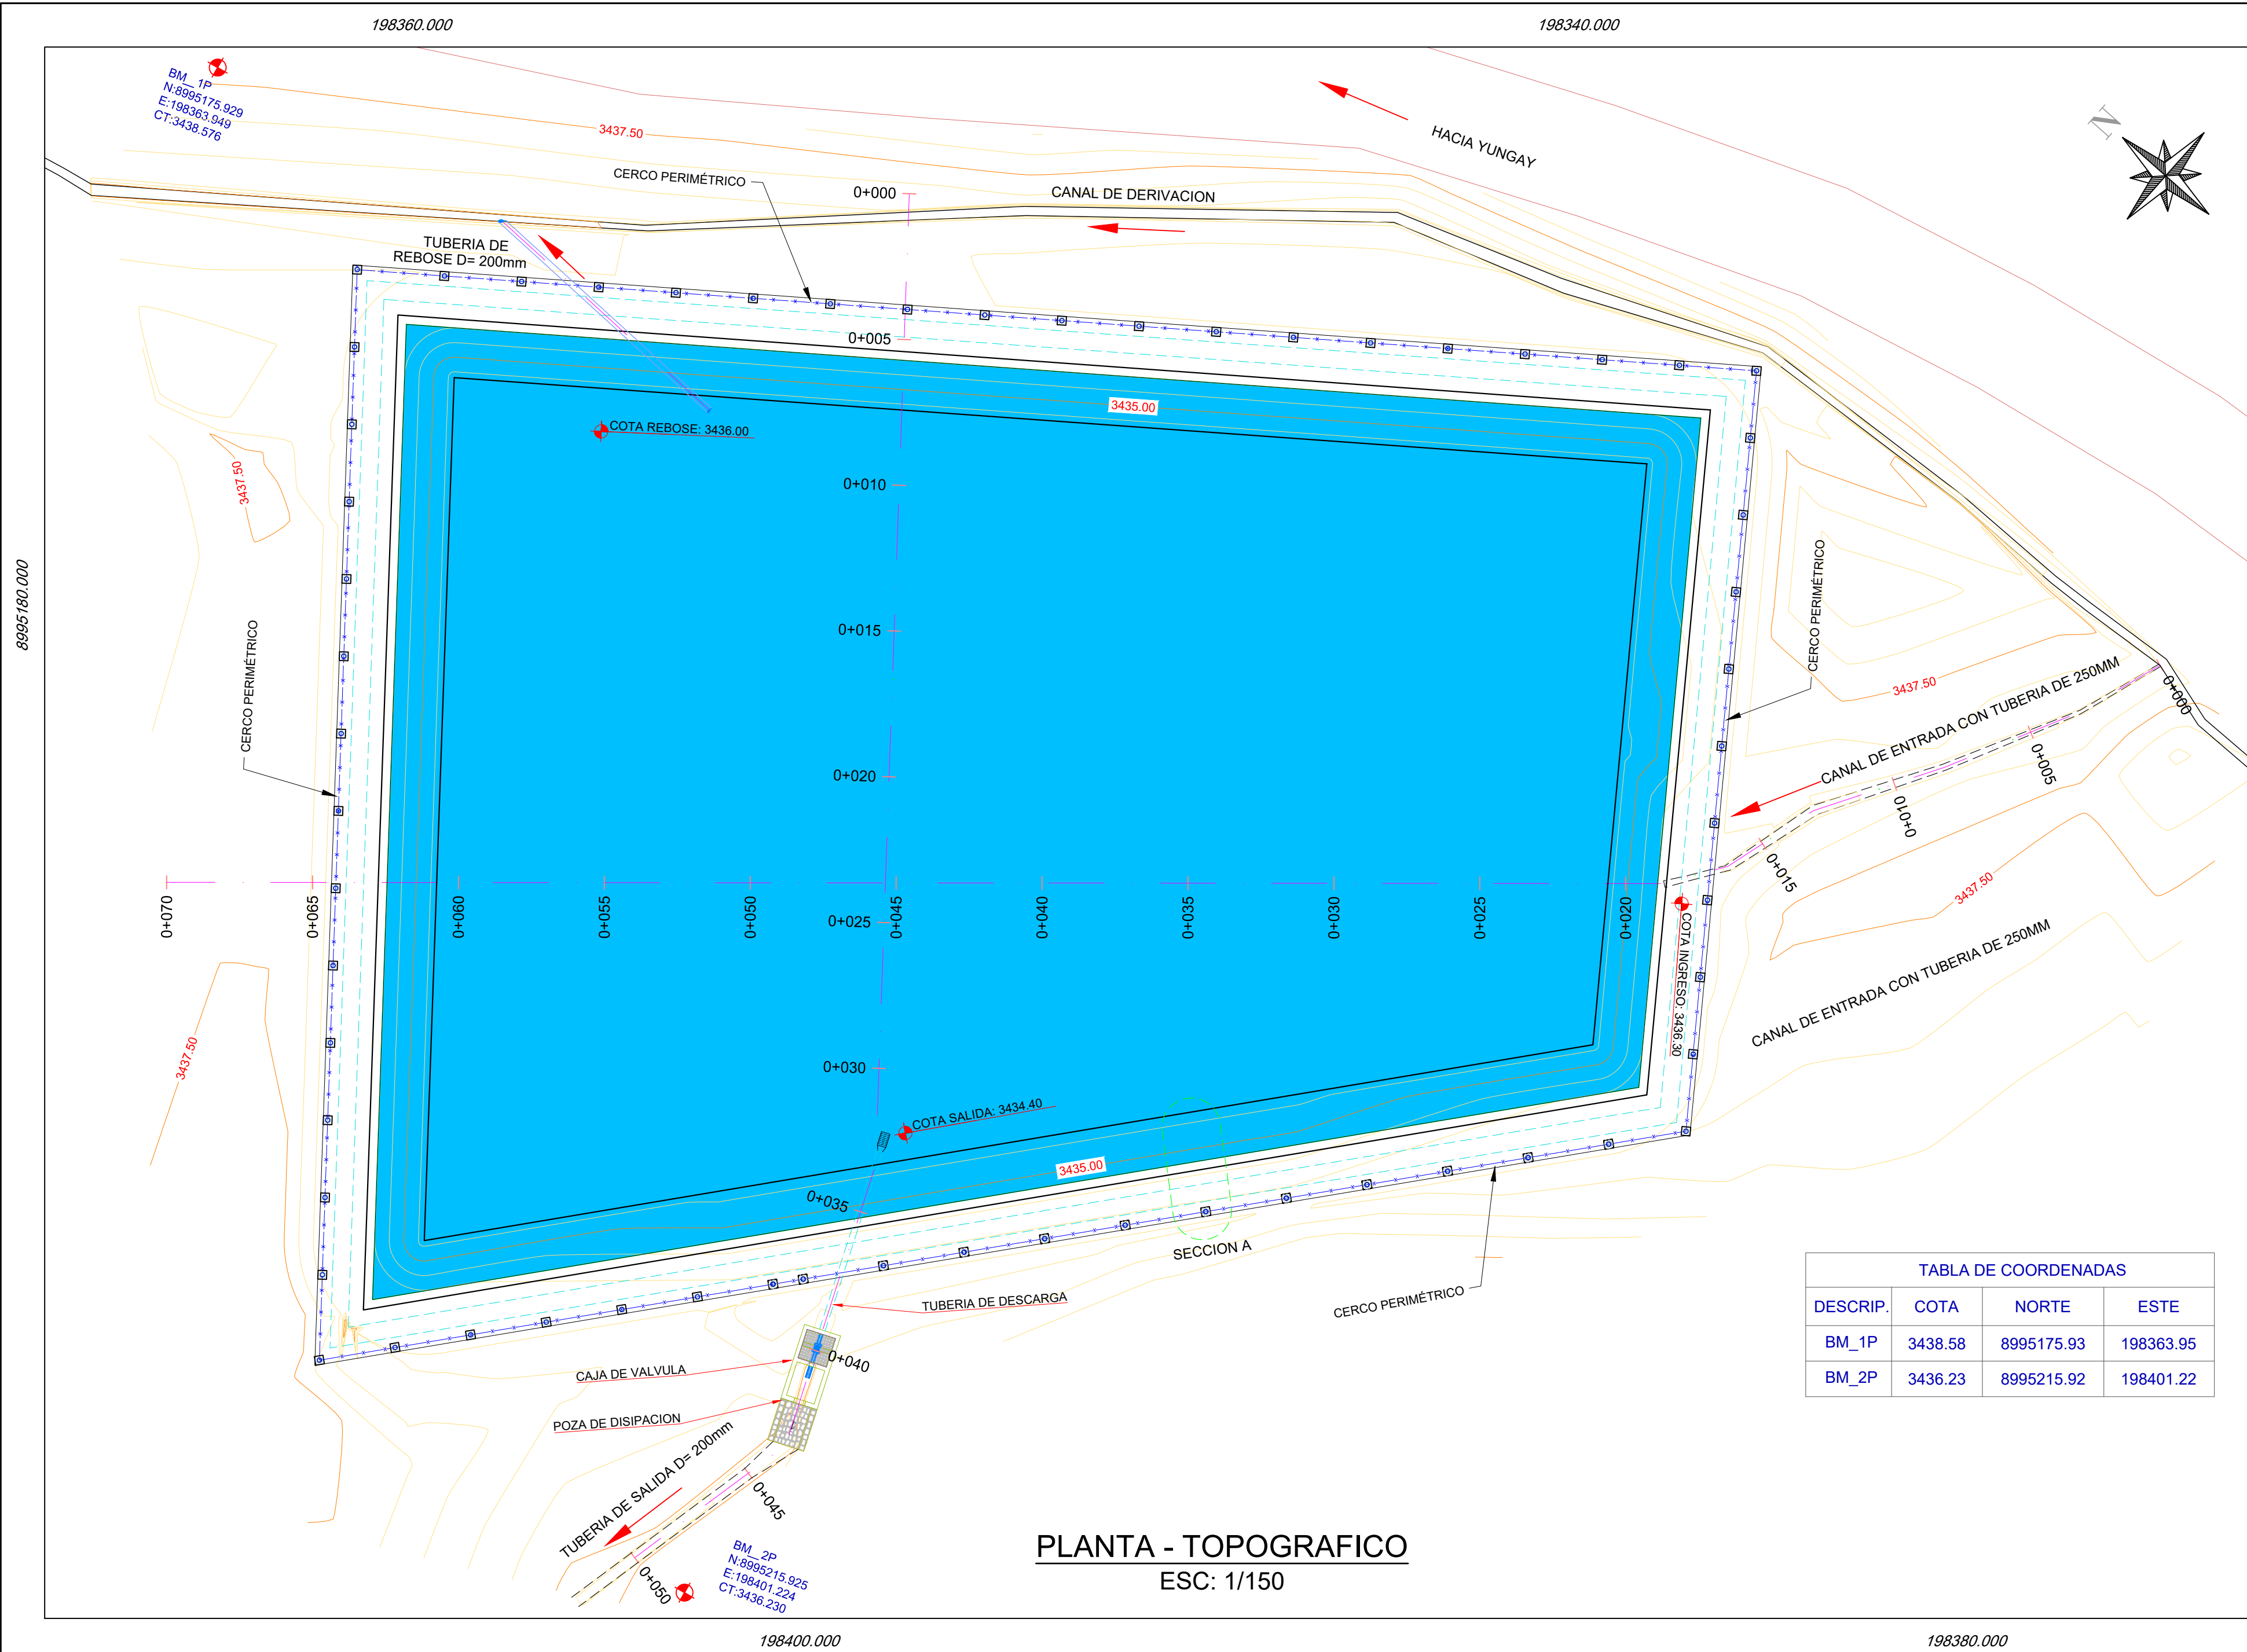 198360.000
198340.000
BM__1P
N:8995175.929
E:198363.949
CT:3438.576
3437.50
HACIA YUNGAY
N
CERCO PERIMÉTRICO
0+000
CANAL DE DERIVACION
TUBERIA DE
REBOSE D= 200mm
0+005
3435.00
COTA REBOSE: 3436.00
3437.50
0+010
8995180.000
0+015
CERCO PERIMÉTRICO
CERCO PERIMÉTRICO
3437.50
CANAL DE ENTRADA CON TUBERIA DE 250MM
0+000
0+005
0+010
0+015
0+020
0+070
0+065
0+060
0+055
0+050
0+045
0+040
0+035
0+030
0+025
0+020
0+025
3437.50
COTA INGRESO: 3436.30
CANAL DE ENTRADA CON TUBERIA DE 250MM
3437.50
0+030
COTA SALIDA: 3434.40
3435.00
0+035
SECCION A
TUBERIA DE DESCARGA
CERCO PERIMÉTRICO
0+040
CAJA DE VALVULA
POZA DE DISIPACION
TUBERIA DE SALIDA D= 200mm
0+045
0+050
BM__2P
N:8995215.925
E:198401.224
CT:3436.230
TABLA DE COORDENADAS
DESCRIP. COTA NORTE ESTE
BM_1P 3438.58 8995175.93 198363.95
BM_2P 3436.23 8995215.92 198401.22
PLANTA - TOPOGRAFICO
ESC: 1/150
198400.000
198380.000